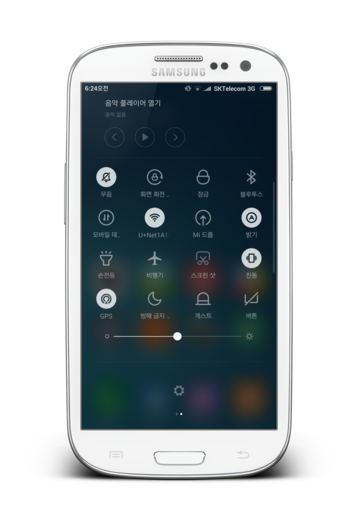 SAMSUNG
6:24오전 SKTelecom 3G
음악 플레이어 열기
음악 없음
무음 화면 회전 .. 잠금 블루투스
모바일 데.. U+Net1A1 Mi 드롭 밝기
손전등 비행기 스크린 샷 진동
GPS 방해 금지 .. 게스트 버튼